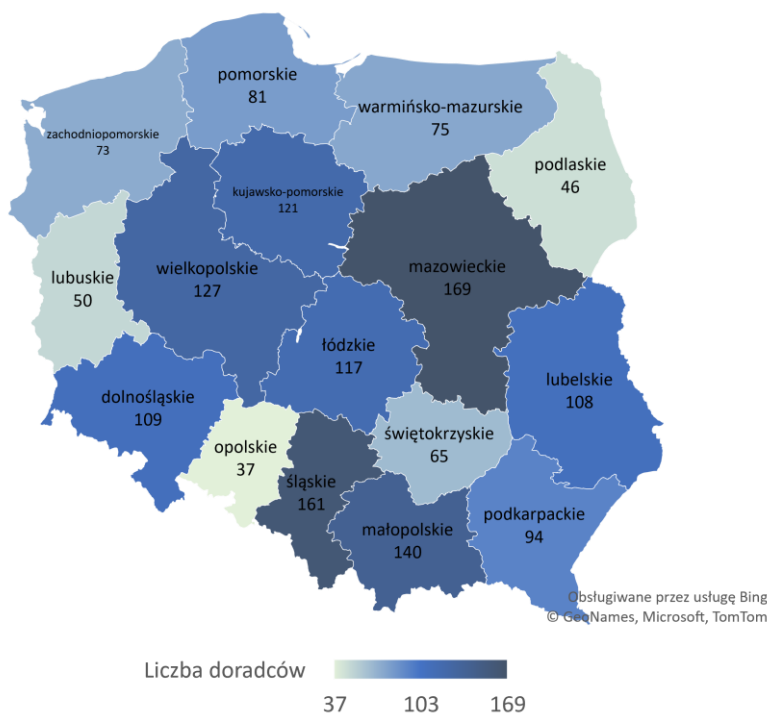 pomorskie
81
warmińsko-mazurskie
75
zachodniopomorskie
73
podlaskie
46
kujawsko-pomorskie
121
mazowieckie
169
wielkopolskie
127
lubuskie
50
łódzkie
117
lubelskie
108
dolnośląskie
109
świętokrzyskie
65
opolskie
37
śląskie
161
podkarpackie
94
małopolskie
140
Obsługiwane przez usługę Bing
© GeoNames, Microsoft, TomTom
Liczba doradców
37 103 169